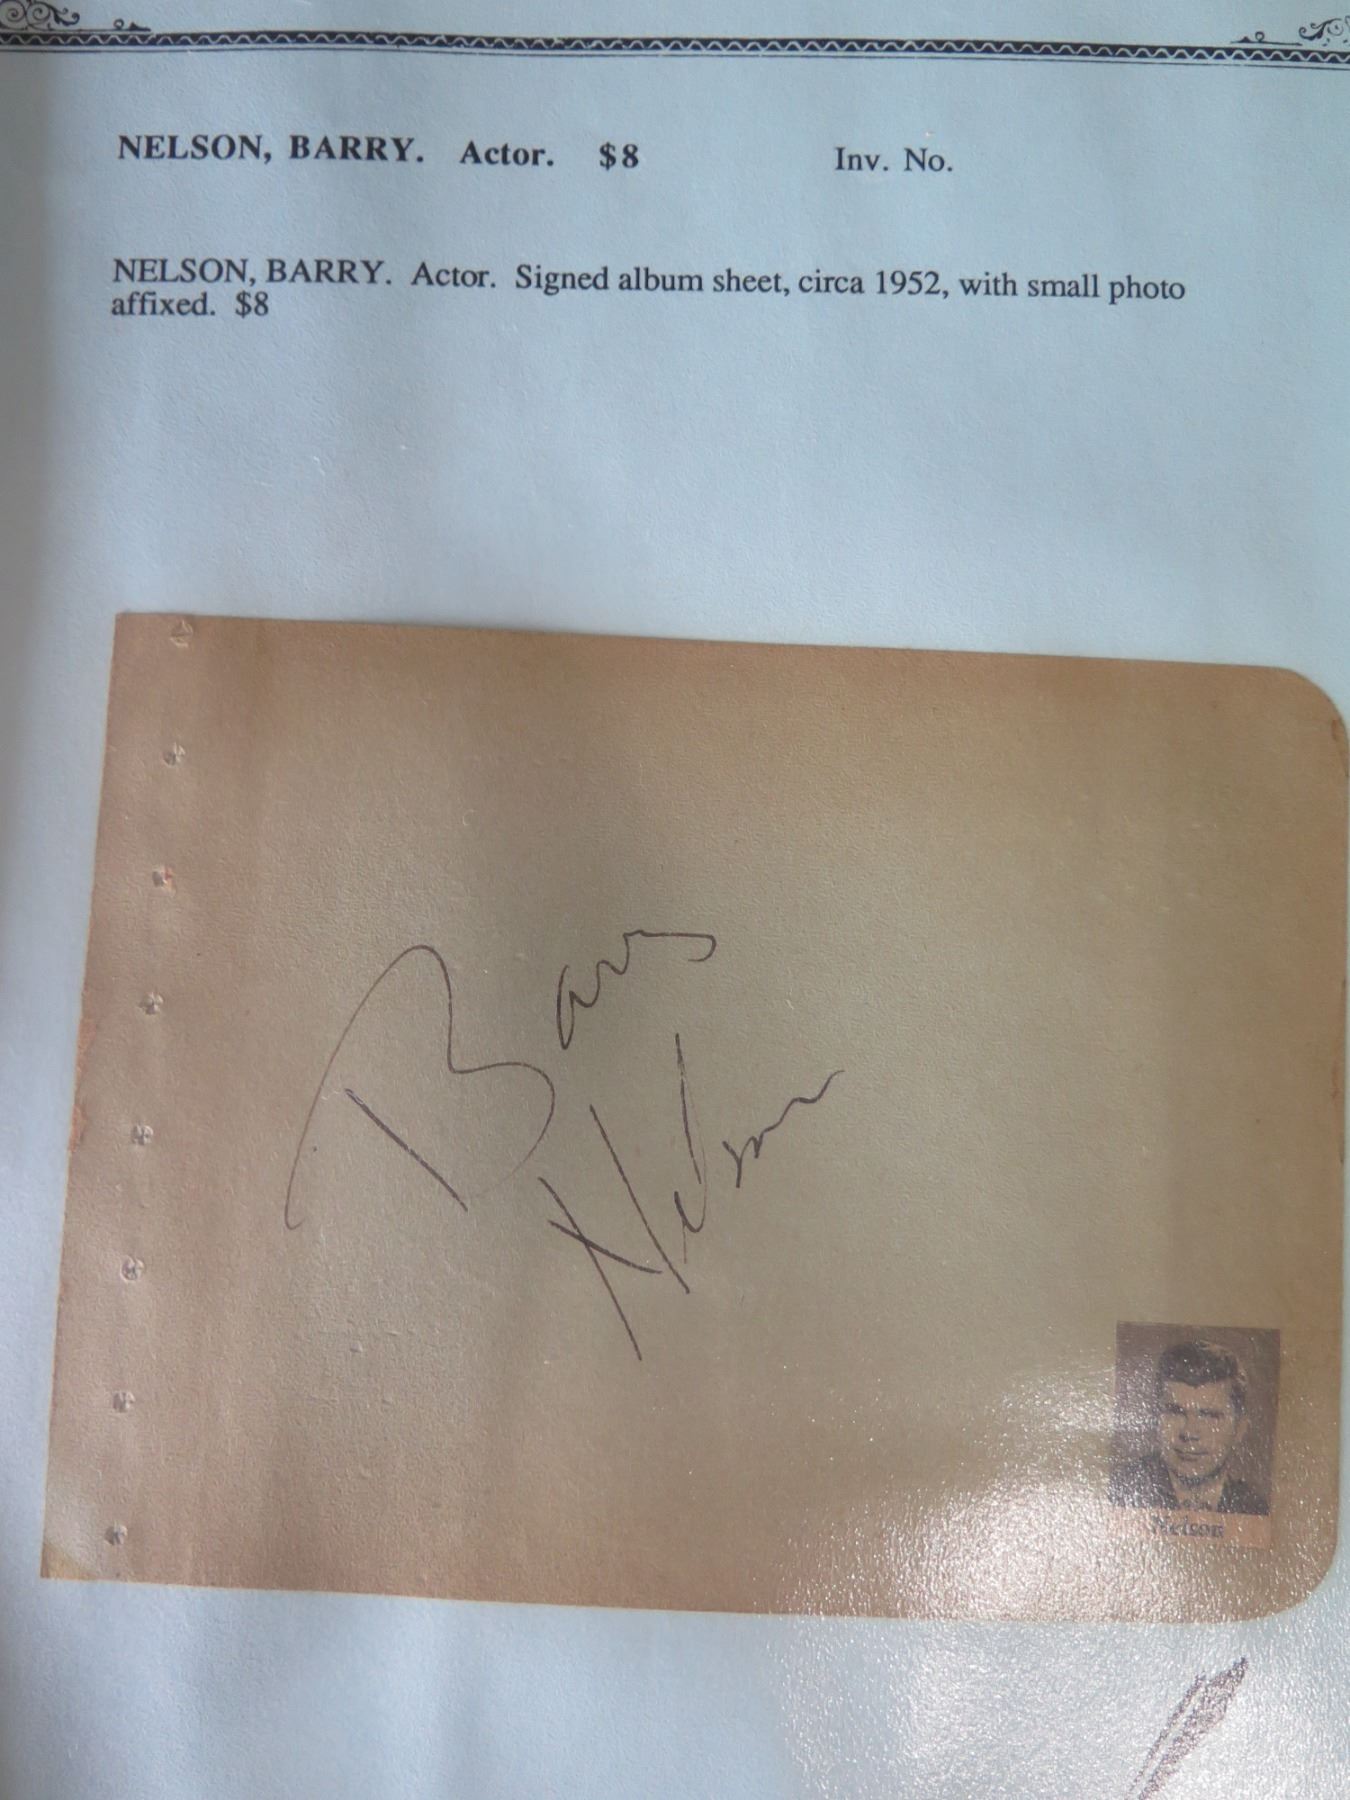 NELSON, BARRY. Actor. $8 Inv. No.
NELSON, BARRY. Actor. Signed album sheet, circa 1952, with small photo
affixed. $8
Barry
Nelson
Nelson